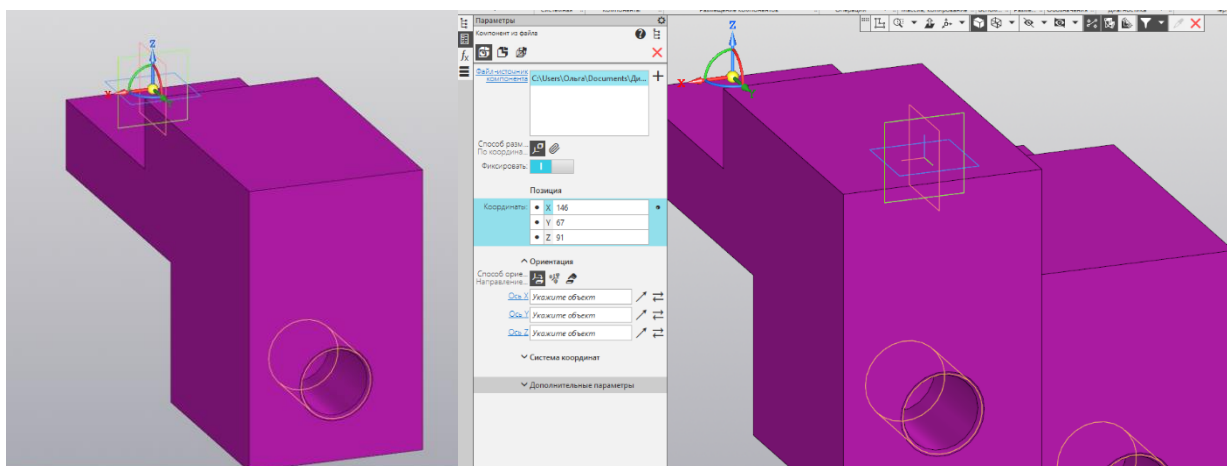 Параметры
Компонент из файла
Файл-источник
компонента
C:\Users\Ольга\Documents\Ди...
Способ разм...
По координа...
Фиксировать:
Позиция
Координаты:
X 146
Y 67
Z 91
Ориентация
Способ орие...
Направление...
Ось X Укажите объект
Ось Y Укажите объект
Ось Z Укажите объект
Система координат
Дополнительные параметры
Z
X
Z
X